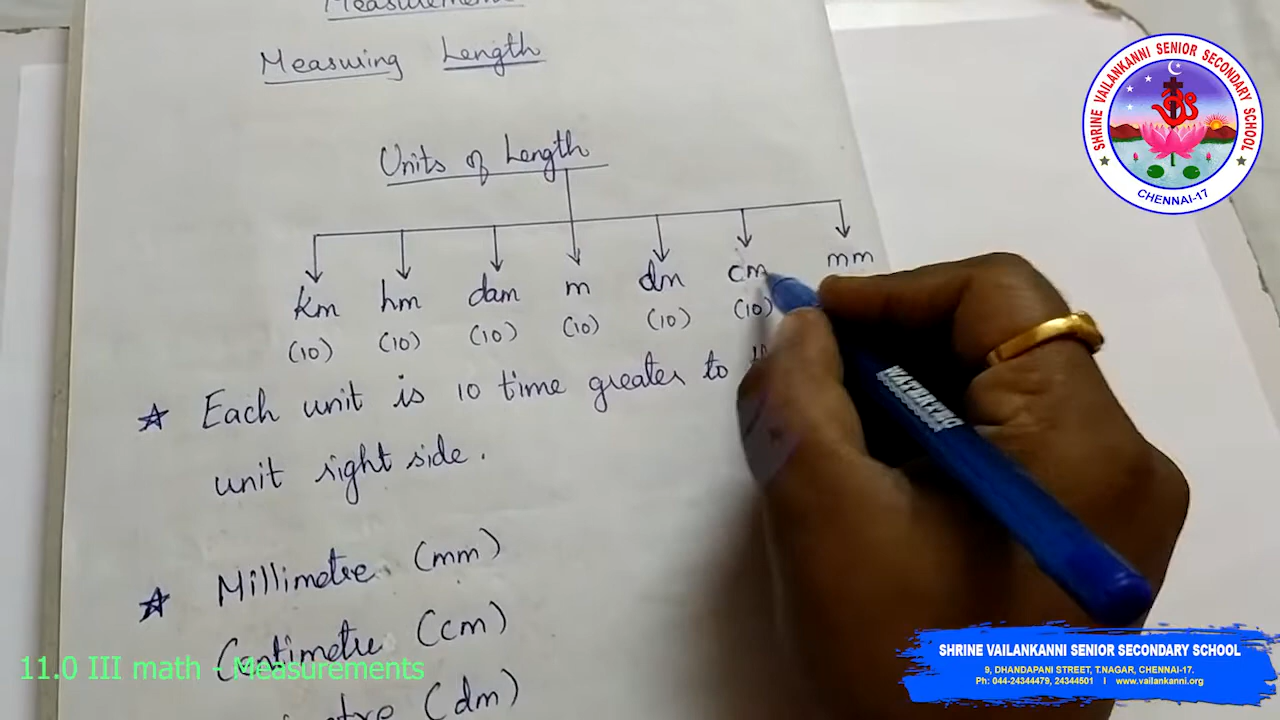 Measurements
Measuring Length
Units of Length
km hm dam m dm cm mm
(10) (10) (10) (10) (10) (10)
☆ Each unit is 10 time greater to
unit right side.
☆ Millimetre (mm)
Centimetre (cm)
(dm)
11.0 III math - Measurements
SHRINE VAILANKANNI SENIOR SECONDARY SCHOOL
CHENNAI-17
SHRINE VAILANKANNI SENIOR SECONDARY SCHOOL
9, DHANDAPANI STREET, T.NAGAR, CHENNAI-17.
Ph: 044-24344479, 24344501 I www.vailankanni.org